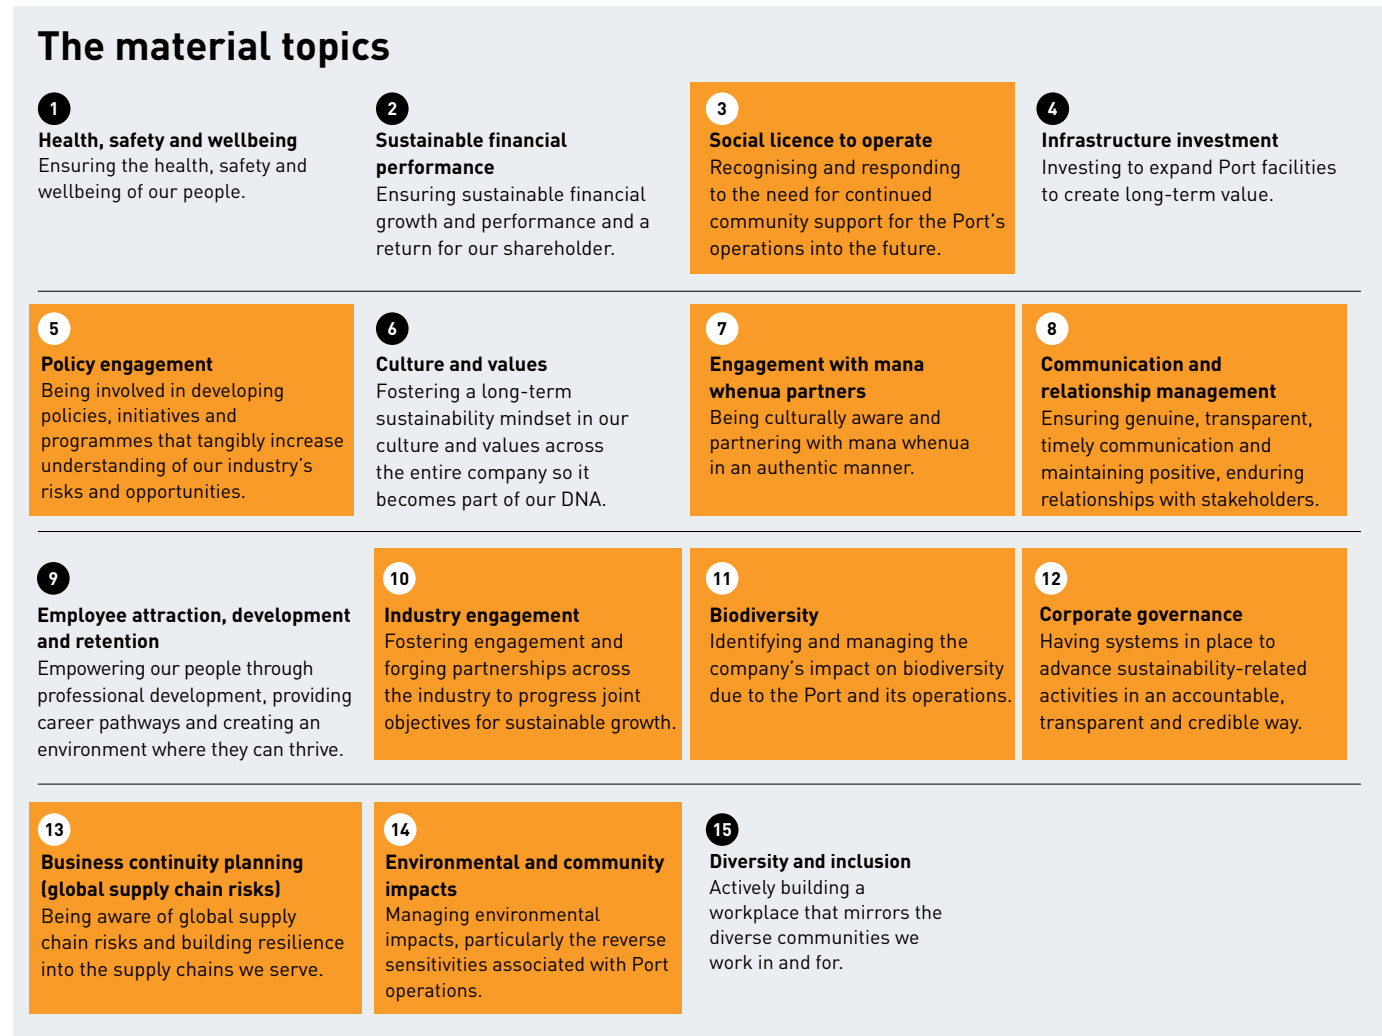 The material topics
1
Health, safety and wellbeing
Ensuring the health, safety and
wellbeing of our people.
2
Sustainable financial
performance
Ensuring sustainable financial
growth and performance and a
return for our shareholder.
3
Social licence to operate
Recognising and responding
to the need for continued
community support for the Port's
operations into the future.
4
Infrastructure investment
Investing to expand Port facilities
to create long-term value.
5
Policy engagement
Being involved in developing
policies, initiatives and
programmes that tangibly increase
understanding of our industry's
risks and opportunities.
6
Culture and values
Fostering a long-term
sustainability mindset in our
culture and values across
the entire company so it
becomes part of our DNA.
7
Engagement with mana
whenua partners
Being culturally aware and
partnering with mana whenua
in an authentic manner.
8
Communication and
relationship management
Ensuring genuine, transparent,
timely communication and
maintaining positive, enduring
relationships with stakeholders.
9
Employee attraction, development
and retention
Empowering our people through
professional development, providing
career pathways and creating an
environment where they can thrive.
10
Industry engagement
Fostering engagement and
forging partnerships across
the industry to progress joint
objectives for sustainable growth.
11
Biodiversity
Identifying and managing the
company's impact on biodiversity
due to the Port and its operations.
12
Corporate governance
Having systems in place to
advance sustainability-related
activities in an accountable,
transparent and credible way.
13
Business continuity planning
(global supply chain risks)
Being aware of global supply
chain risks and building resilience
into the supply chains we serve.
14
Environmental and community
impacts
Managing environmental
impacts, particularly the reverse
sensitivities associated with Port
operations.
15
Diversity and inclusion
Actively building a
workplace that mirrors the
diverse communities we
work in and for.